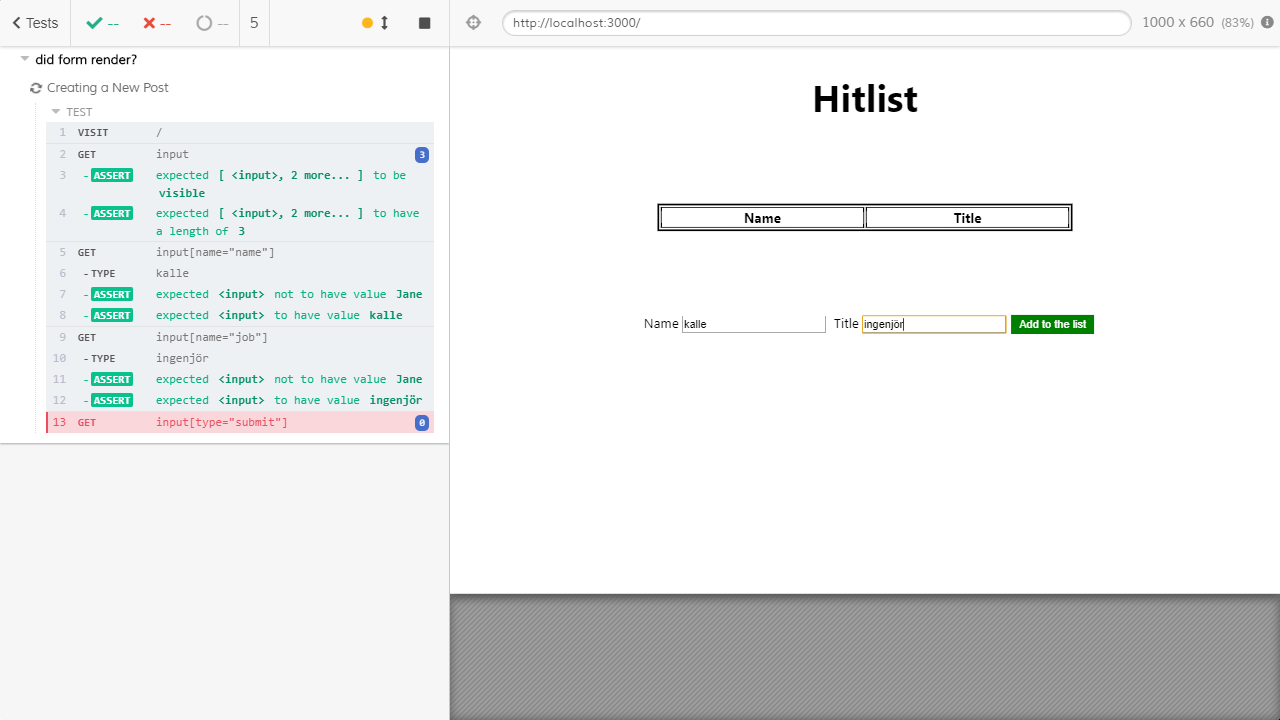 Tests -- -- -- 5
did form render?
Creating a New Post
TEST
1 VISIT /
2 GET input 3
3 -ASSERT expected [ <input>, 2 more... ] to be
visible
4 -ASSERT expected [ <input>, 2 more... ] to have
a length of 3
5 GET input[name="name"]
6 -TYPE kalle
7 -ASSERT expected <input> not to have value Jane
8 -ASSERT expected <input> to have value kalle
9 GET input[name="job"]
10 -TYPE ingenjör
11 -ASSERT expected <input> not to have value Jane
12 -ASSERT expected <input> to have value ingenjör
13 GET input[type="submit"] 0
http://localhost:3000/ 1000 x 660 (83%)
Hitlist
Name Title
Name kalle Title ingenjör Add to the list